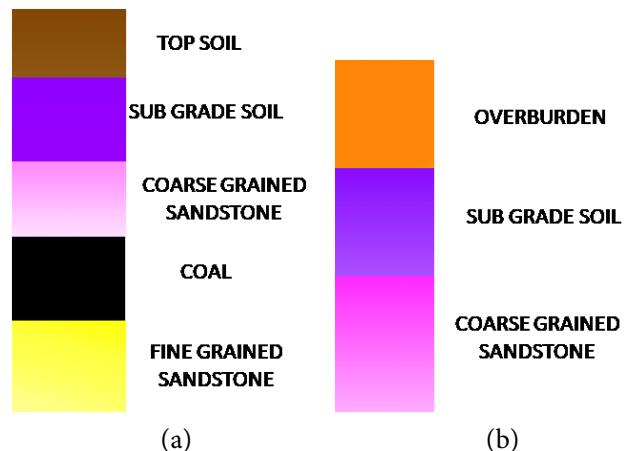 TOP SOIL
SUB GRADE SOIL
COARSE GRAINED
SANDSTONE
COAL
FINE GRAINED
SANDSTONE
(a)
OVERBURDEN
SUB GRADE SOIL
COARSE GRAINED
SANDSTONE
(b)